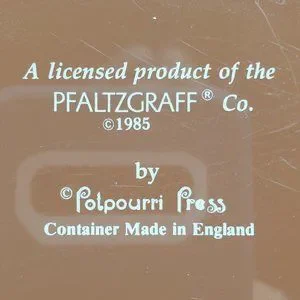 A licensed product of the
PFALTZGRAFF® Co.
©1985
by
©Potpourri Press
Container Made in England